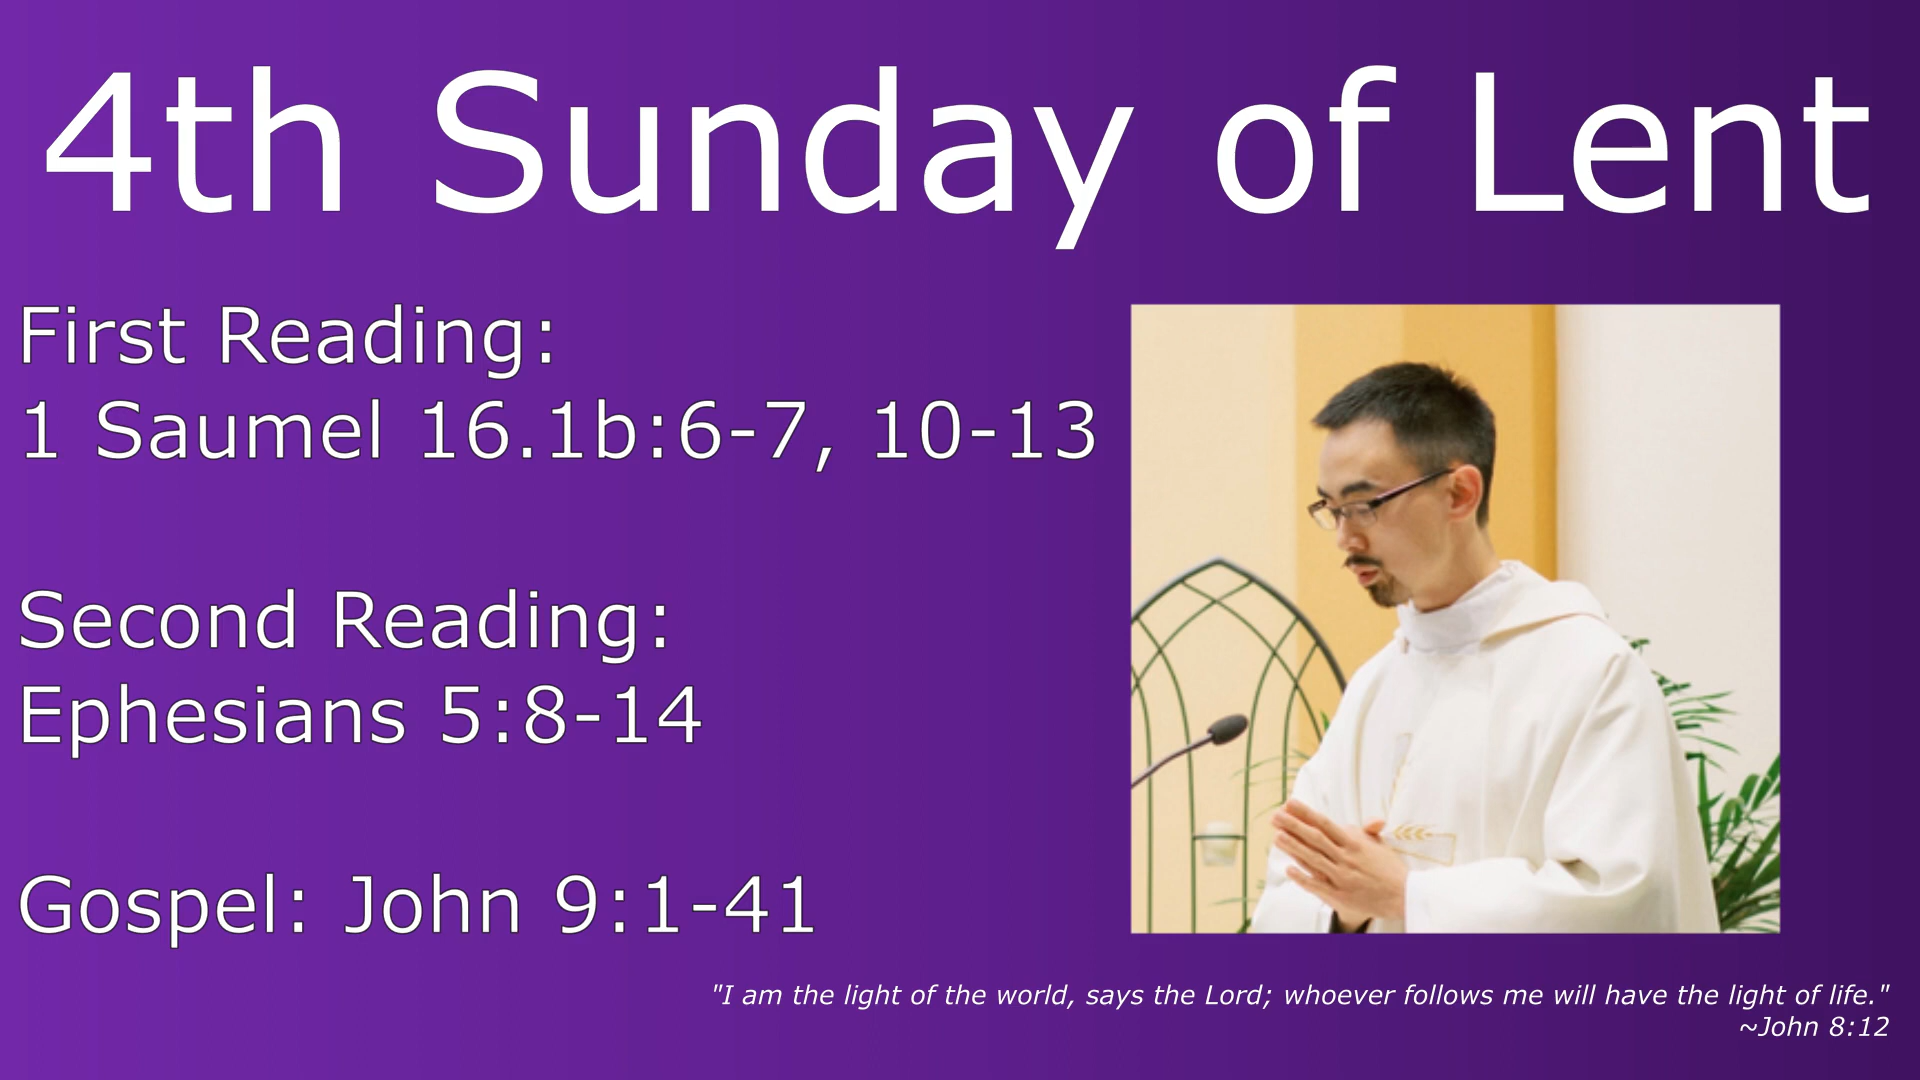 4th Sunday of Lent
First Reading:
1 Saumel 16.1b:6-7, 10-13
Second Reading:
Ephesians 5:8-14
Gospel: John 9:1-41
"I am the light of the world, says the Lord; whoever follows me will have the light of life."
~John 8:12